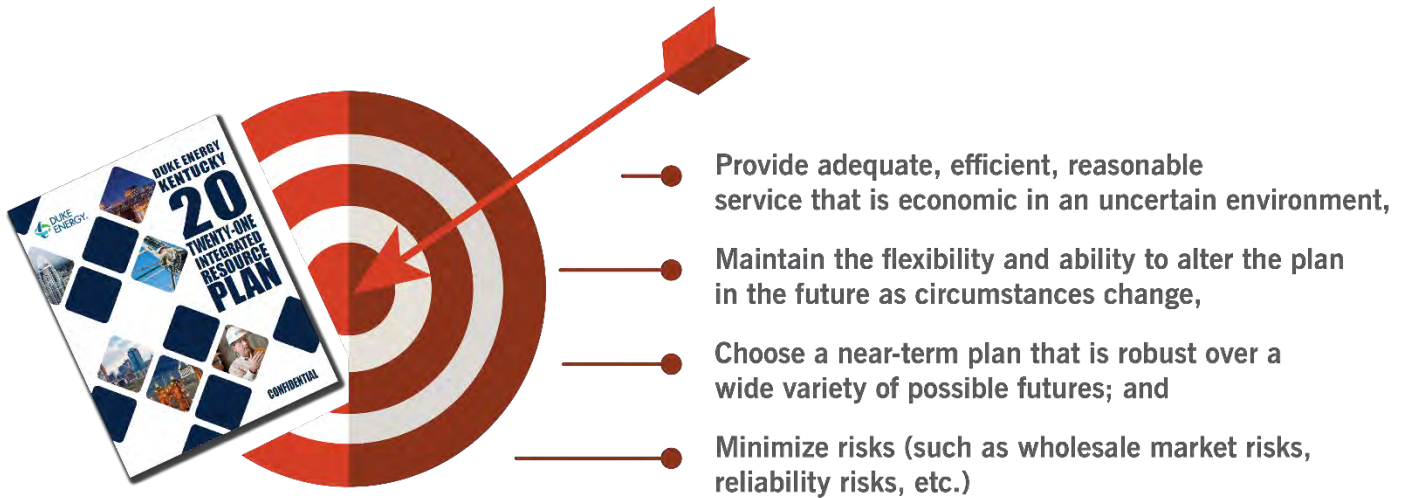 DUKE ENERGY
KENTUCKY
20
TWENTY-ONE
INTEGRATED
RESOURCE
PLAN
DUKE
ENERGY®
CONFIDENTIAL
Provide adequate, efficient, reasonable
service that is economic in an uncertain environment,
Maintain the flexibility and ability to alter the plan
in the future as circumstances change,
Choose a near-term plan that is robust over a
wide variety of possible futures; and
Minimize risks (such as wholesale market risks,
reliability risks, etc.)